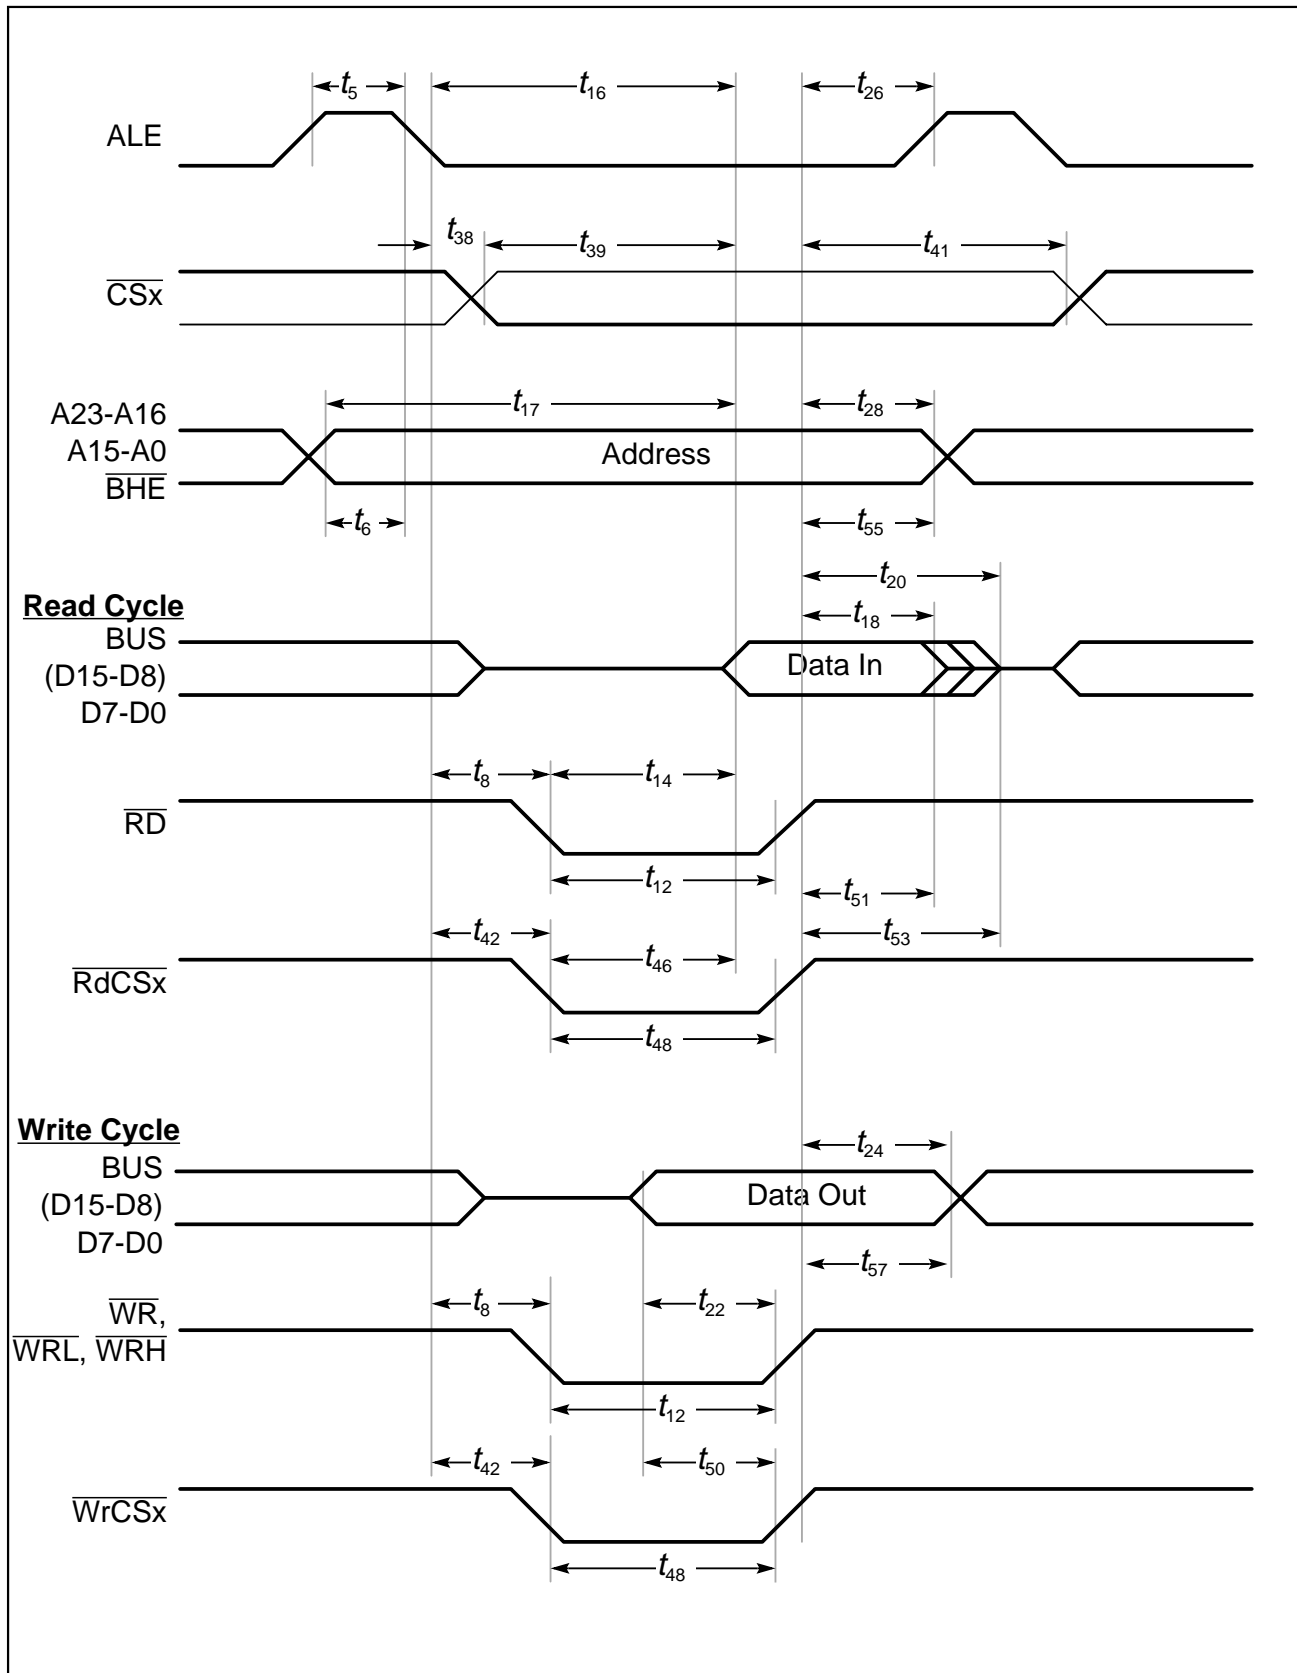 t5 t16 t26
ALE
t38 t39 t41
CSx
A23-A16
t17 t28
A15-A0
Address
BHE
t6 t55
t20
Read Cycle
t18
BUS
Data In
(D15-D8)
D7-D0
t8 t14
RD
t12 t51
t42 t53
t46
RdCSx
t48
Write Cycle
t24
BUS
Data Out
(D15-D8)
D7-D0
t57
t8 t22
WR,
WRL, WRH
t12
t42 t50
WrCSx
t48